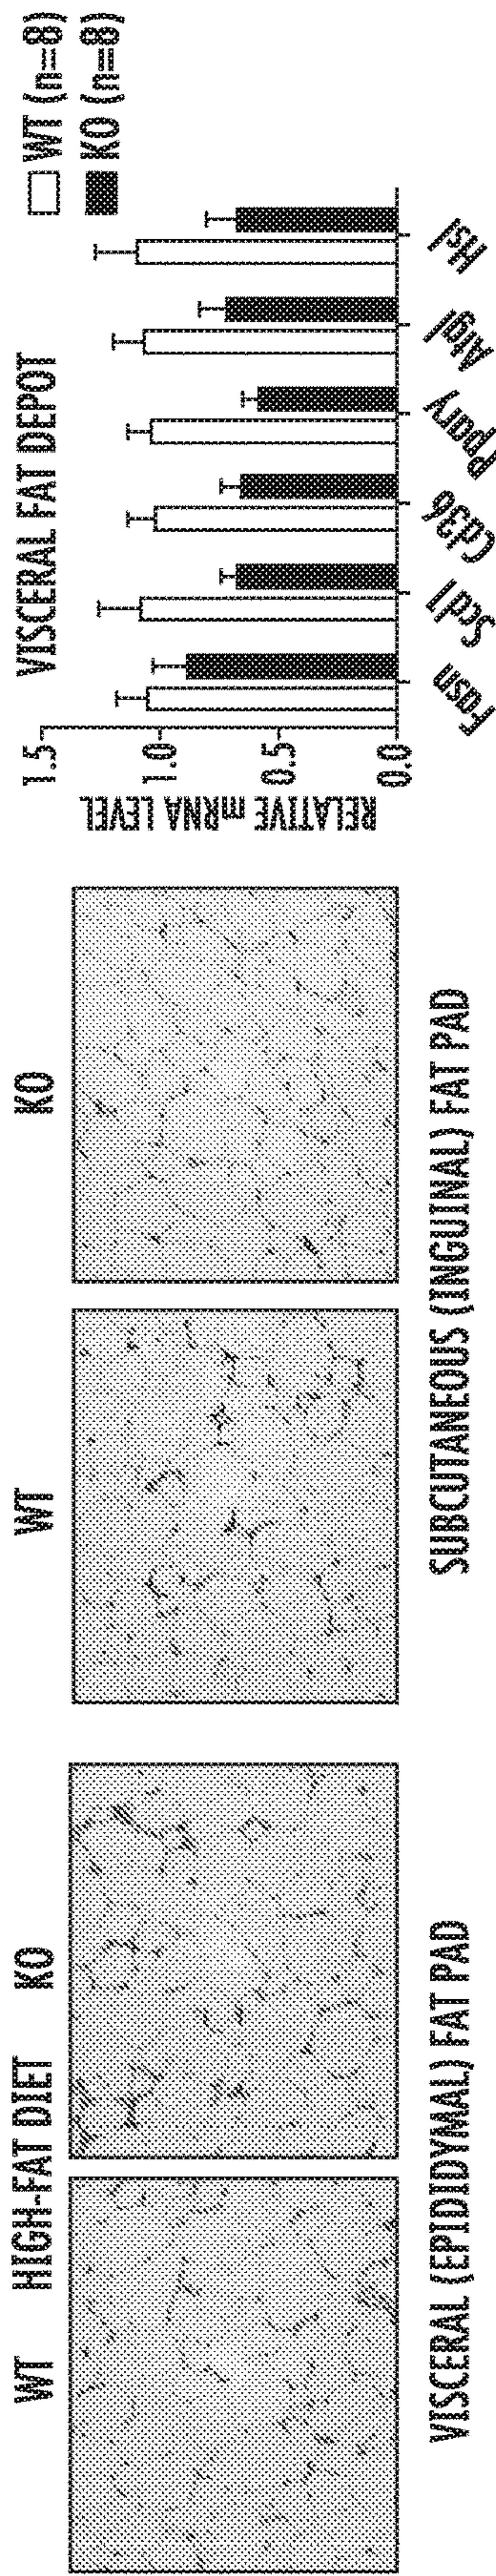 HIGH-FAT DIET
WT
KO
VISCERAL (EPIDIDYMAL) FAT PAD
WT
KO
SUBCUTANEOUS (INGUINAL) FAT PAD
VISCERAL FAT DEPOT
WT (n=8)
KO (n=8)
RELATIVE mRNA LEVEL
1.5
1.0
0.5
0.0
Fasn
Scd1
Cd36
Pparγ
Atgl
Hsl